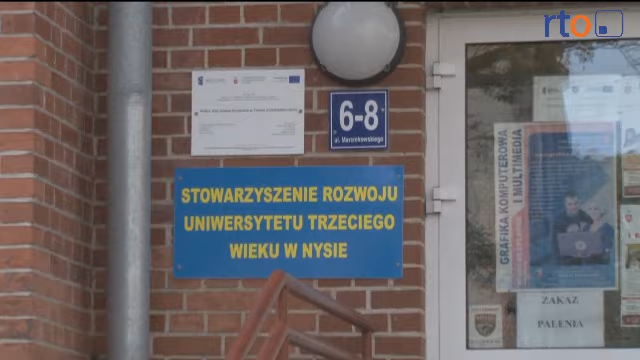 rto
6-8
ul. Marcinkowskiego
STOWARZYSZENIE ROZWOJU
UNIWERSYTETU TRZECIEGO
WIEKU W NYSIE
GRAFIKA KOMPUTEROWA
I MULTIMEDIA
ZAKAZ
PALENIA